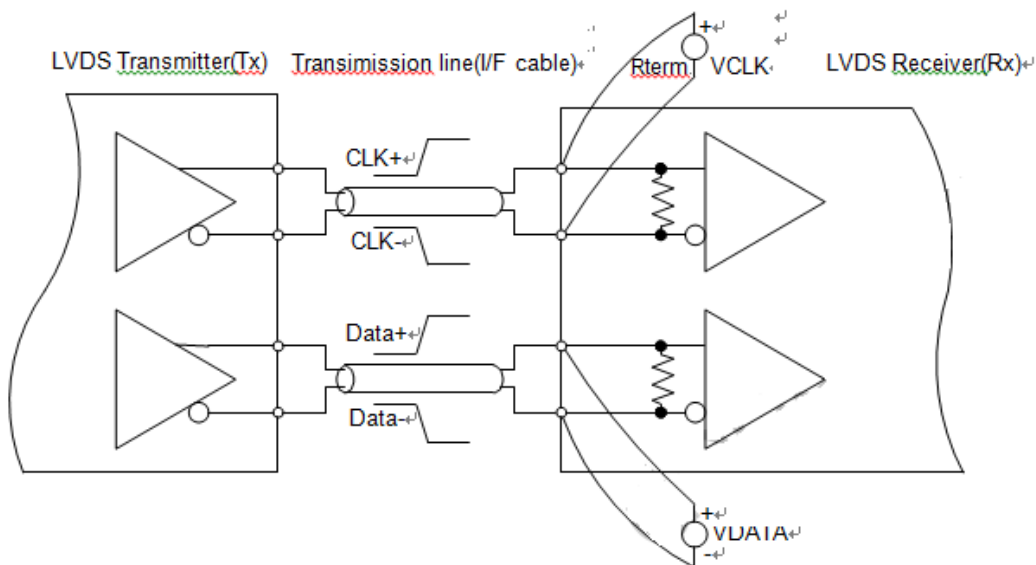 LVDS Transmitter(Tx)
Transimission line(I/F cable)
Rterm
+
VCLK
LVDS Receiver(Rx)
CLK+
CLK-
Data+
Data-
+
VDATA
-